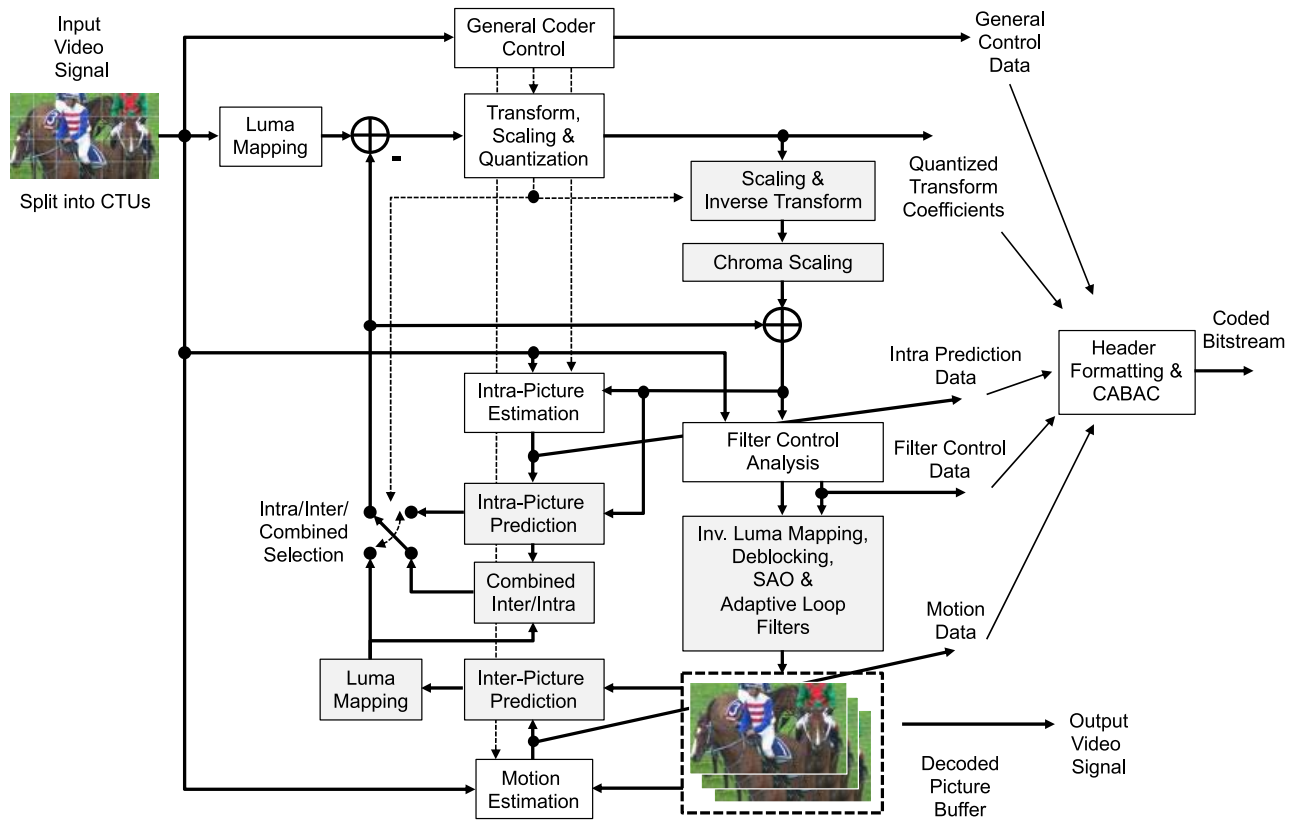 Input
Video
Signal
Split into CTUs
General Coder
Control
General
Control
Data
Luma
Mapping
-
Transform,
Scaling &
Quantization
Quantized
Transform
Coefficients
Scaling &
Inverse Transform
Chroma Scaling
Intra-Picture
Estimation
Intra Prediction
Data
Header
Formatting &
CABAC
Coded
Bitstream
Filter Control
Analysis
Filter Control
Data
Intra/Inter/
Combined
Selection
Intra-Picture
Prediction
Inv. Luma Mapping,
Deblocking,
SAO &
Adaptive Loop
Filters
Combined
Inter/Intra
Motion
Data
Luma
Mapping
Inter-Picture
Prediction
Motion
Estimation
Decoded
Picture
Buffer
Output
Video
Signal